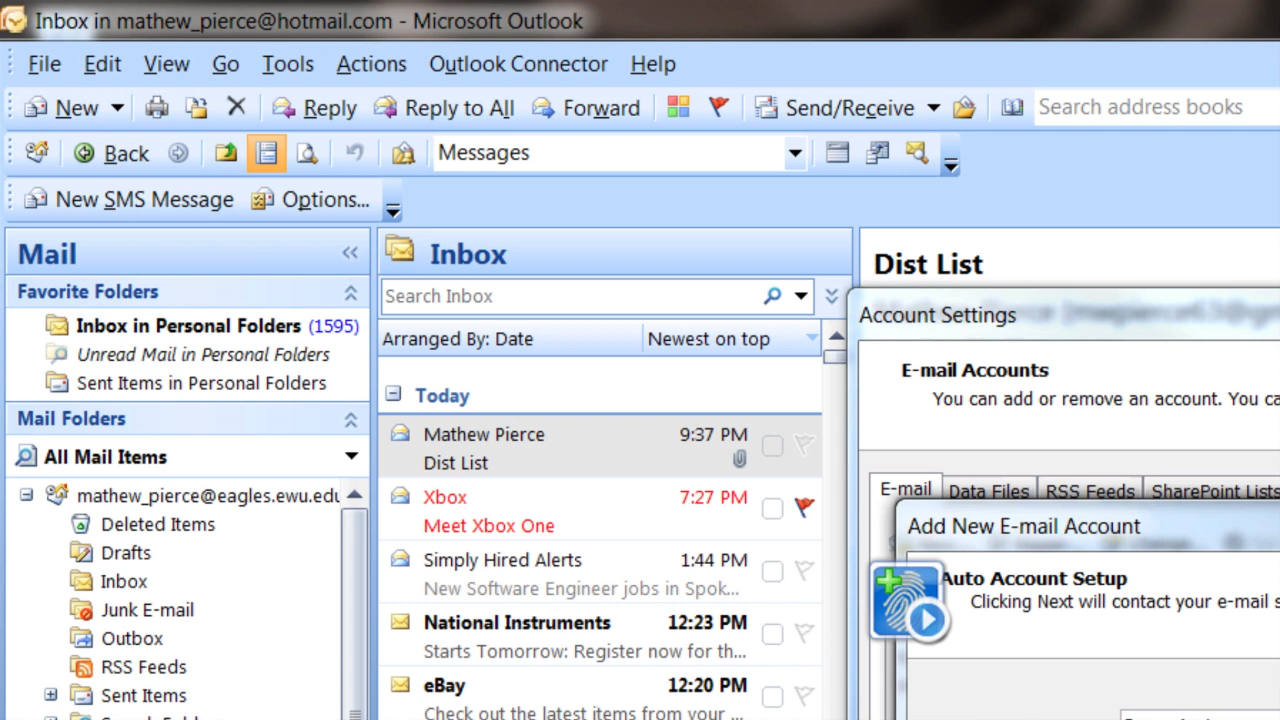 Inbox in mathew_pierce@hotmail.com - Microsoft Outlook
File Edit View Go Tools Actions Outlook Connector Help
New Reply Reply to All Forward Send/Receive Search address books
Back Messages
New SMS Message Options...
Mail
Favorite Folders
Inbox in Personal Folders (1595)
Unread Mail in Personal Folders
Sent Items in Personal Folders
Mail Folders
All Mail Items
mathew_pierce@eagles.ewu.edu
Deleted Items
Drafts
Inbox
Junk E-mail
Outbox
RSS Feeds
Sent Items
Inbox
Search Inbox
Arranged By: Date Newest on top
Today
Mathew Pierce 9:37 PM
Dist List
Xbox 7:27 PM
Meet Xbox One
Simply Hired Alerts 1:44 PM
New Software Engineer jobs in Spok...
National Instruments 12:23 PM
Starts Tomorrow: Register now for th...
eBay 12:20 PM
Check out the latest items from your ...
Dist List
Account Settings
E-mail Accounts
You can add or remove an account. You ca
E-mail Data Files RSS Feeds SharePoint Lists
Add New E-mail Account
Auto Account Setup
Clicking Next will contact your e-mail s